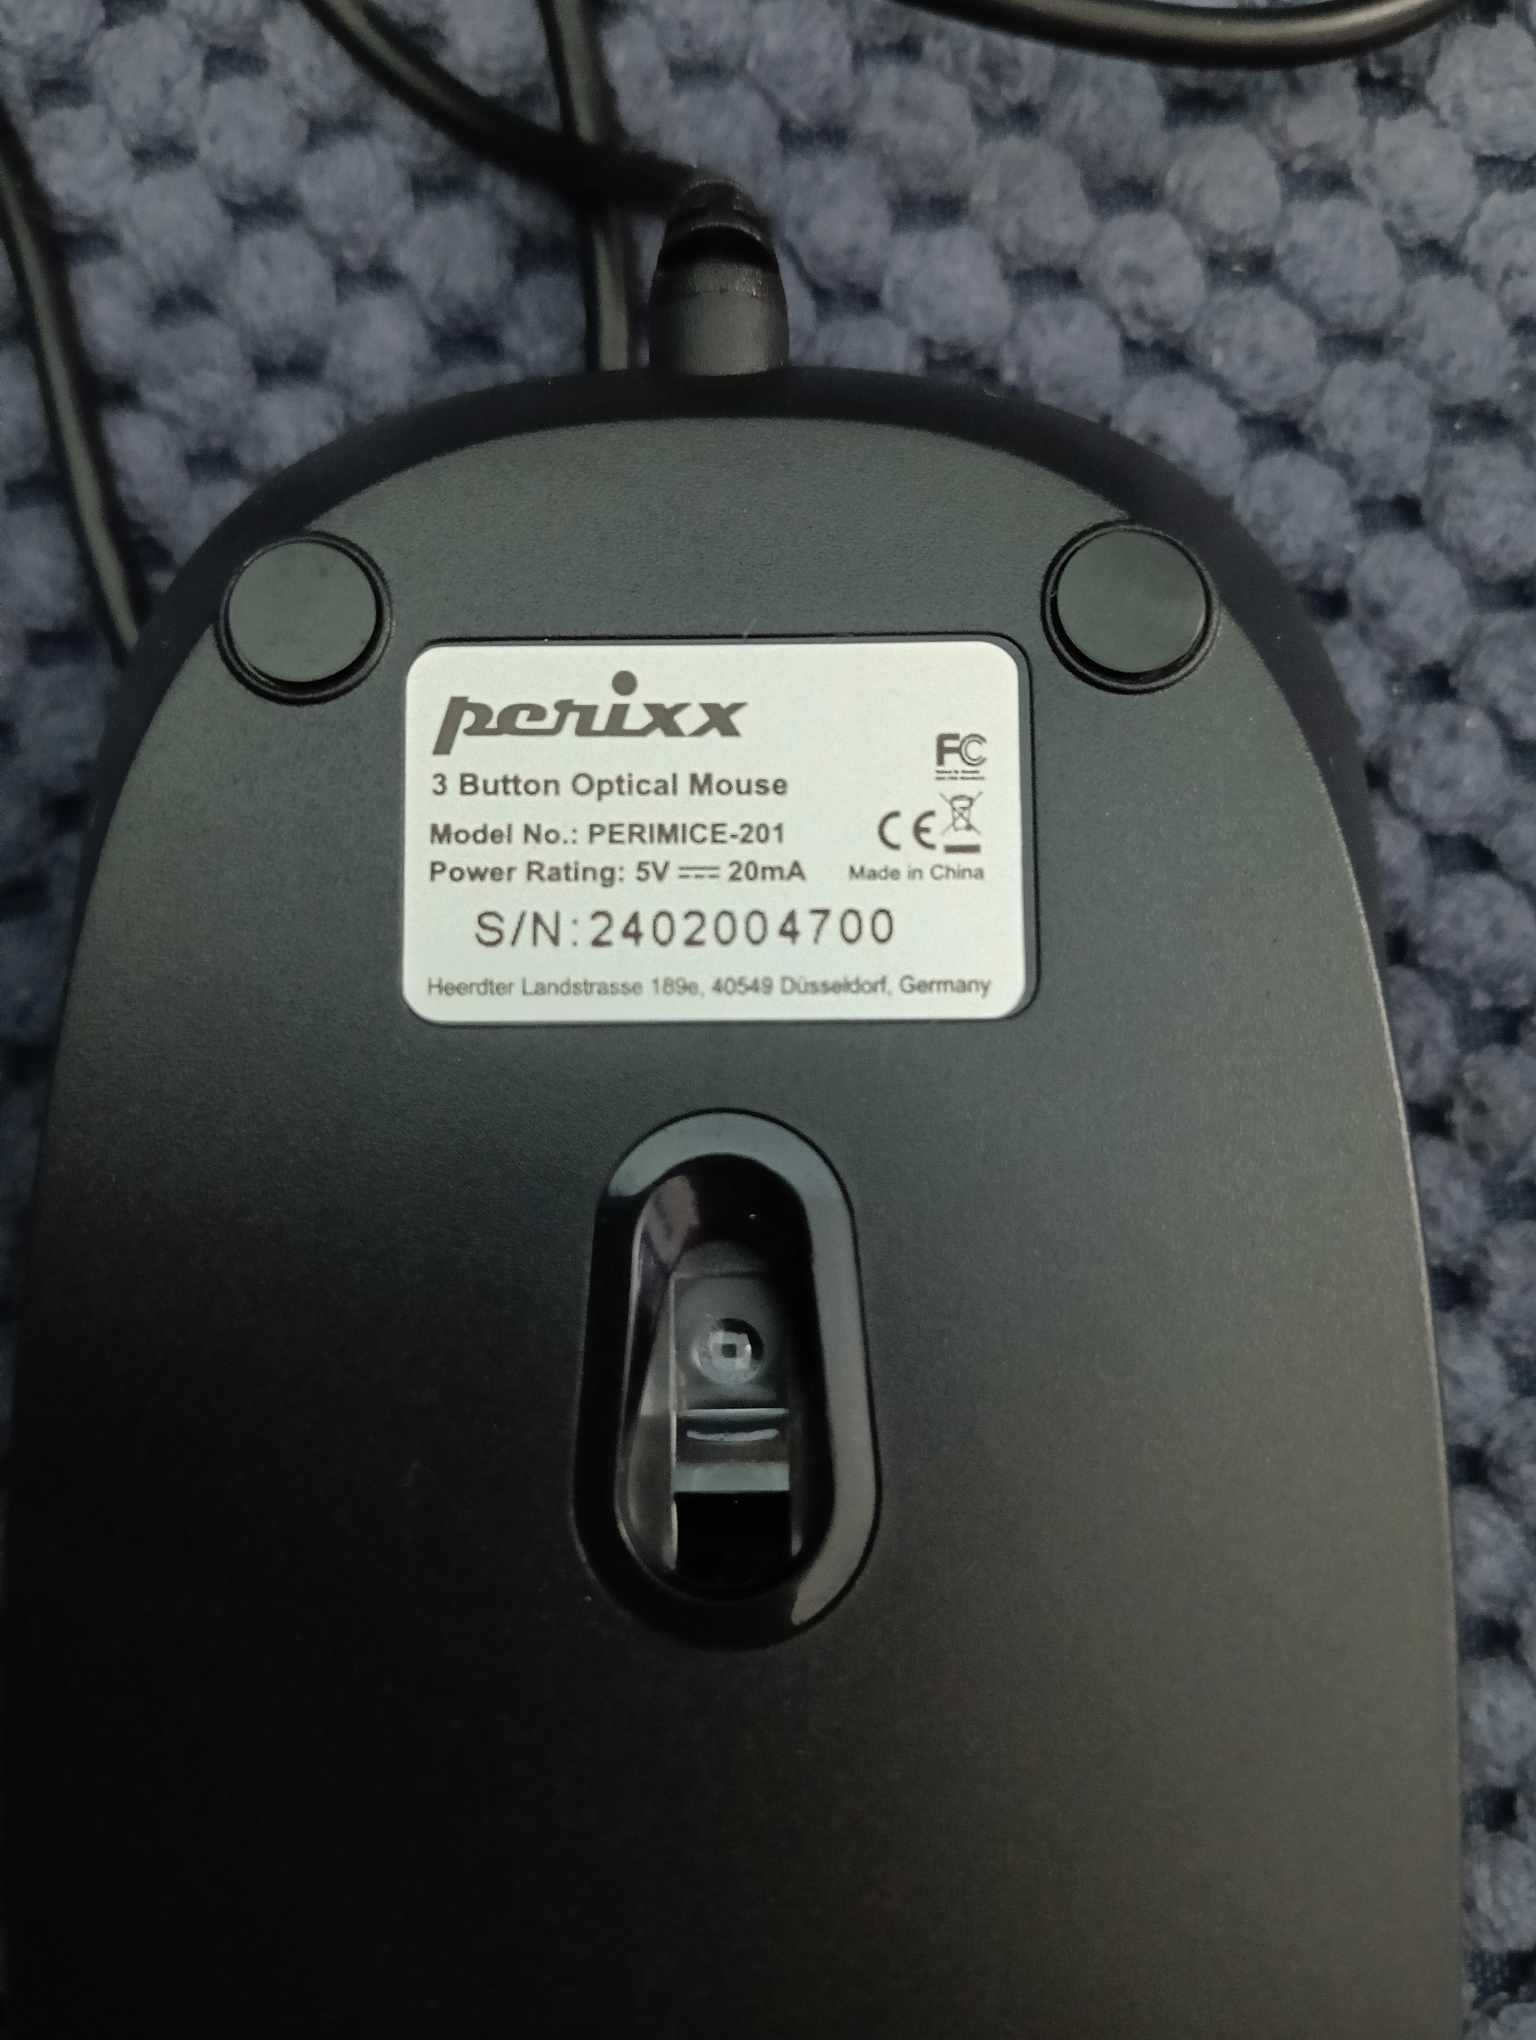 perixx
FC
3 Button Optical Mouse
Model No.: PERIMICE-201
CE
Power Rating: 5V ⎓ 20mA
Made in China
S/N:2402004700
Heerdter Landstrasse 189e, 40549 Düsseldorf, Germany